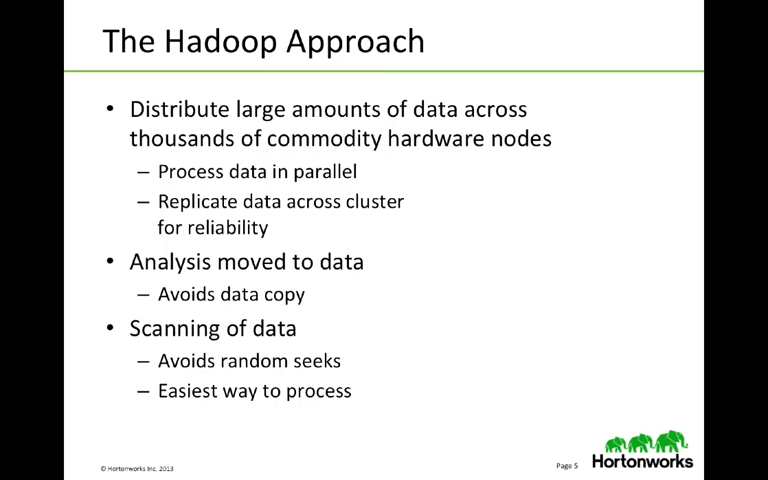 The Hadoop Approach
• Distribute large amounts of data across
thousands of commodity hardware nodes
– Process data in parallel
– Replicate data across cluster
for reliability
• Analysis moved to data
– Avoids data copy
• Scanning of data
– Avoids random seeks
– Easiest way to process
© Hortonworks Inc. 2013
Page 5
Hortonworks